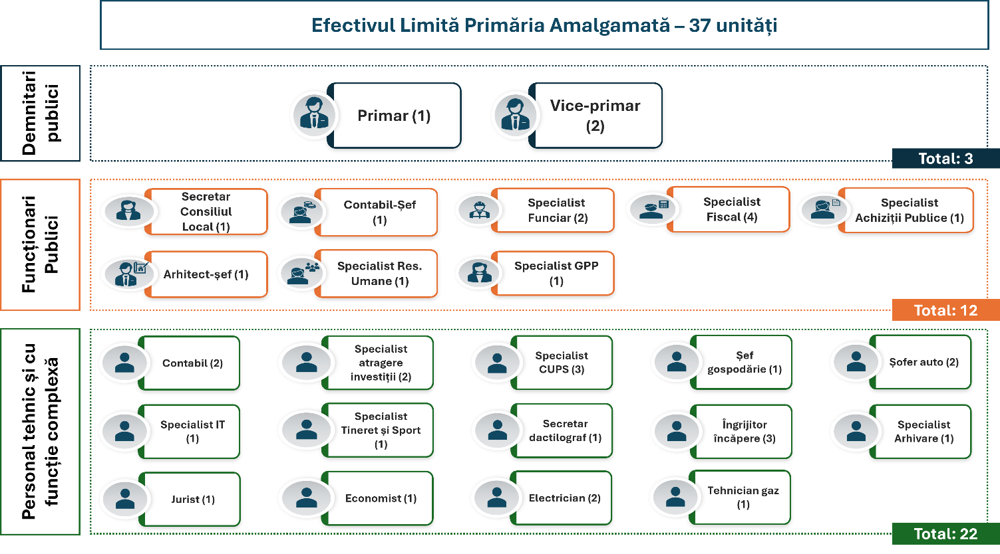 Efectivul Limită Primăria Amalgamată – 37 unități
Demnitari
publici
Primar (1)
Vice-primar
(2)
Total: 3
Funcționari
Publici
Secretar
Consiliul
Local (1)
Contabil-Șef
(1)
Specialist
Funciar (2)
Specialist
Fiscal (4)
Specialist
Achiziții Publice (1)
Arhitect-șef (1)
Specialist Res.
Umane (1)
Specialist GPP
(1)
Total: 12
Personal tehnic și cu
funcție complexă
Contabil (2)
Specialist
atragere
investiții (2)
Specialist
CUPS (3)
Șef
gospodărie (1)
Șofer auto (2)
Specialist IT
(1)
Specialist
Tineret și Sport
(1)
Secretar
dactilograf (1)
Îngrijitor
încăpere (3)
Specialist
Arhivare (1)
Jurist (1)
Economist (1)
Electrician (2)
Tehnician gaz
(1)
Total: 22